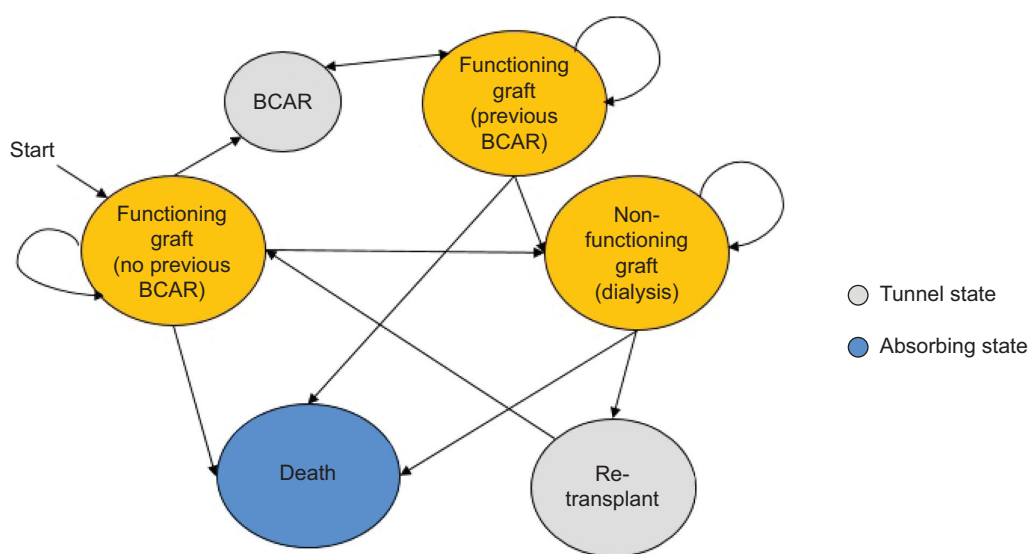 Start
BCAR
Functioning
graft
(previous
BCAR)
Functioning
graft
(no previous
BCAR)
Non-
functioning
graft
(dialysis)
Tunnel state
Absorbing state
Death
Re-
transplant